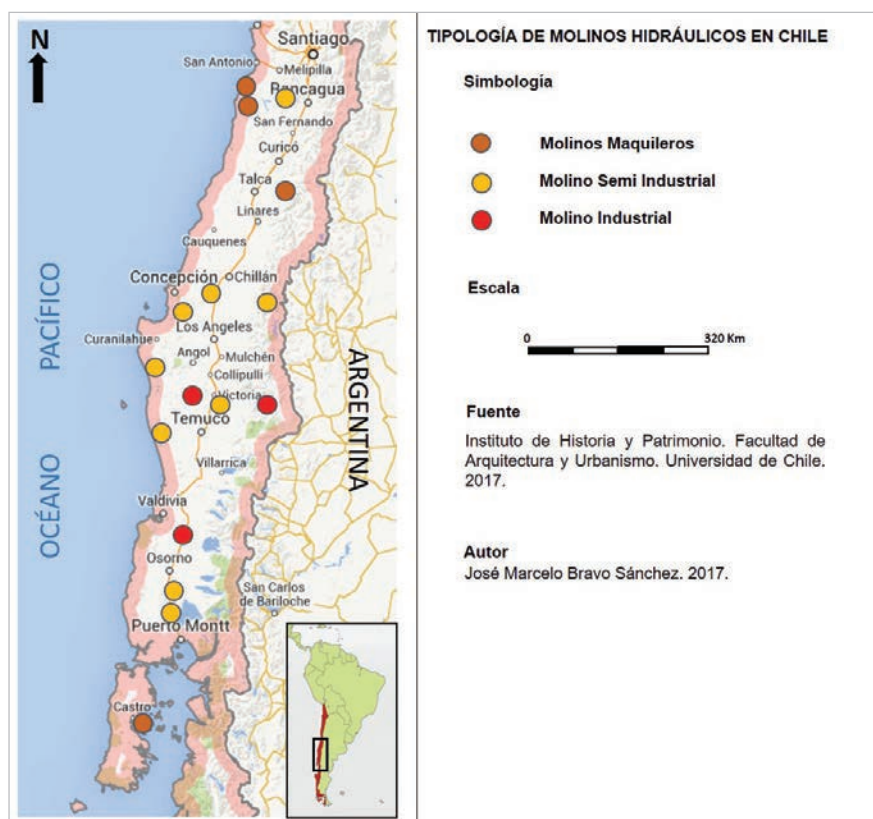 N
Santiago
San Antonio
Melipilla
Rancagua
San Fernando
Curicó
Talca
Linares
Cauquenes
Concepción
Chillán
Los Angeles
Curanilahue
Angol
Mulchén
Collipulli
Victoria
Temuco
Villarrica
Valdivia
Osorno
San Carlos
de Bariloche
Puerto Montt
Castro
OCÉANO PACÍFICO
ARGENTINA
TIPOLOGÍA DE MOLINOS HIDRÁULICOS EN CHILE
Simbología
Molinos Maquileros
Molino Semi Industrial
Molino Industrial
Escala
0 320 Km
Fuente
Instituto de Historia y Patrimonio. Facultad de
Arquitectura y Urbanismo. Universidad de Chile.
2017.
Autor
José Marcelo Bravo Sánchez. 2017.